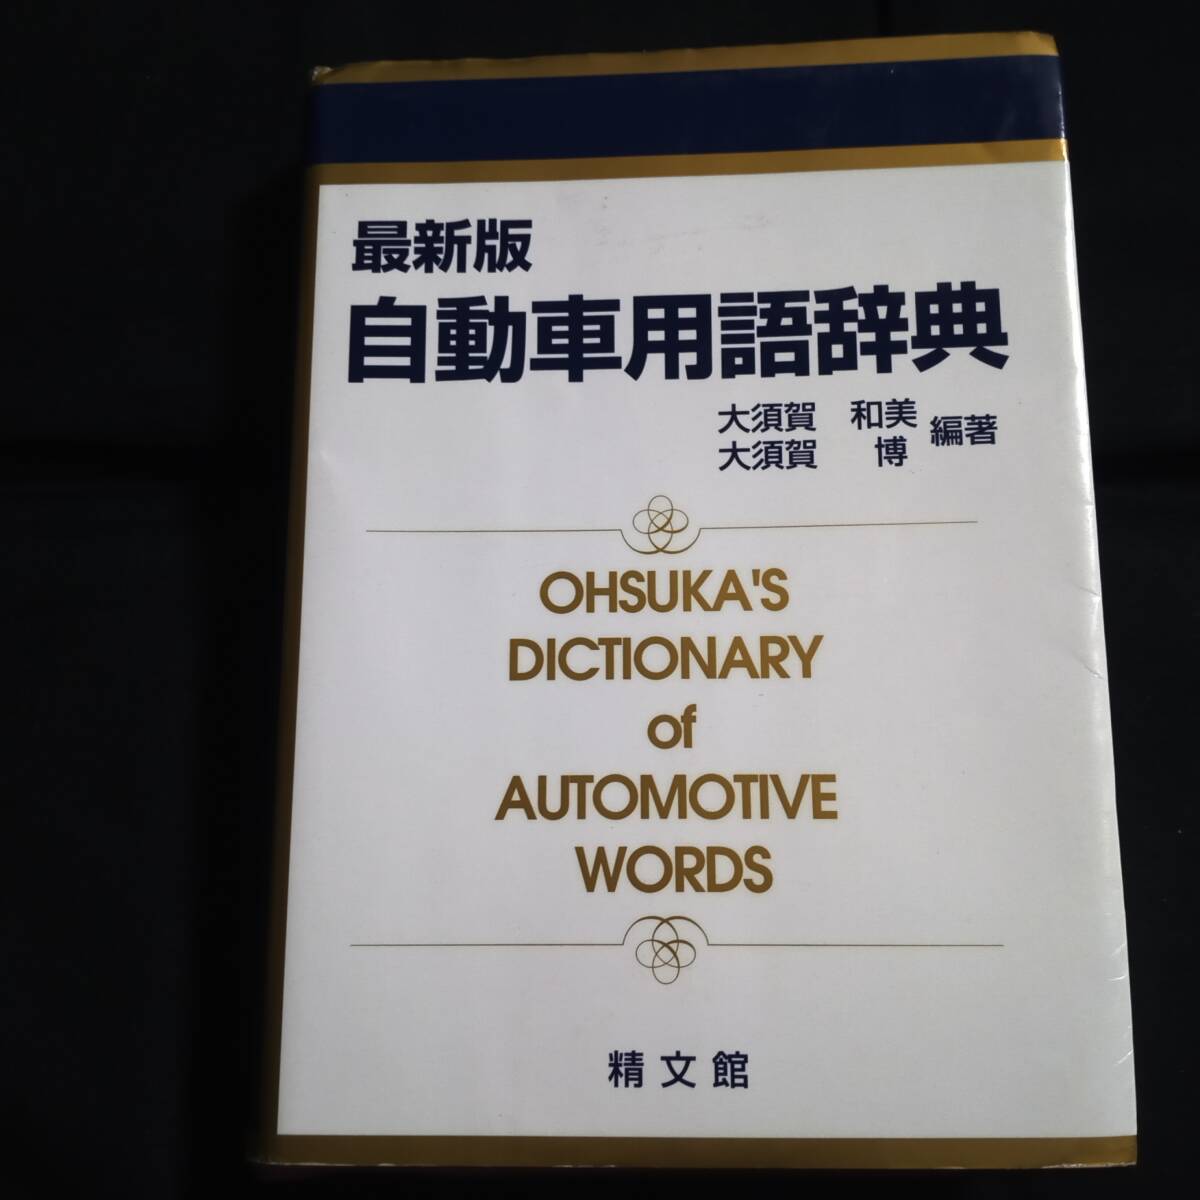 最新版
自動車用語辞典
大須賀 和美
大須賀 博
編著
OHSUKA'S
DICTIONARY
of
AUTOMOTIVE
WORDS
精文館